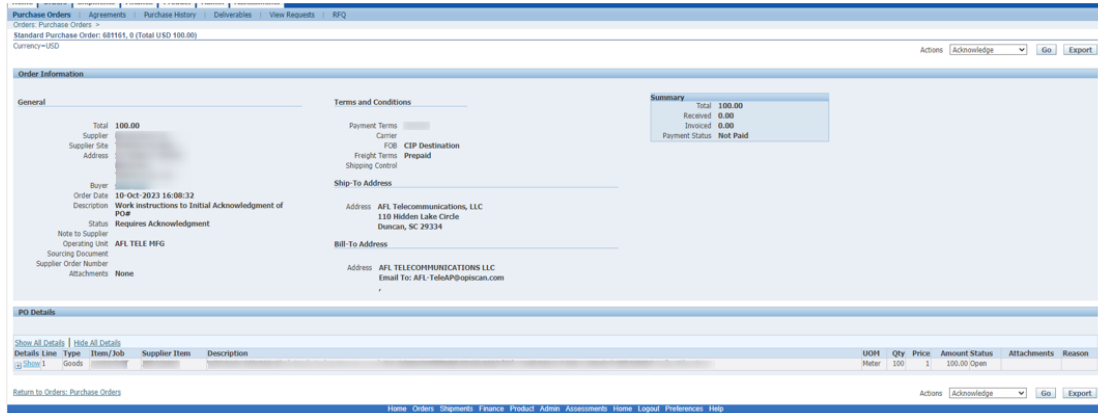 Home Orders Shipments Finance Product Admin Assessments
Purchase Orders | Agreements | Purchase History | Deliverables | View Requests | RFQ
Orders: Purchase Orders >
Standard Purchase Order: 681161, 0 (Total USD 100.00)
Currency=USD
Actions Acknowledge Go Export
Order Information
General
Total 100.00
Supplier
Supplier Site
Address
Buyer
Order Date 10-Oct-2023 16:08:32
Description Work instructions to Initial Acknowledgment of
PO#
Status Requires Acknowledgment
Note to Supplier
Operating Unit AFL TELE MFG
Sourcing Document
Supplier Order Number
Attachments None
Terms and Conditions
Payment Terms
Carrier
FOB CIP Destination
Freight Terms Prepaid
Shipping Control
Ship-To Address
Address AFL Telecommunications, LLC
110 Hidden Lake Circle
Duncan, SC 29334
Bill-To Address
Address AFL TELECOMMUNICATIONS LLC
Email To: AFL-TeleAP@opiscan.com
,
Summary
Total 100.00
Received 0.00
Invoiced 0.00
Payment Status Not Paid
PO Details
Show All Details | Hide All Details
Details Line Type Item/Job Supplier Item Description UOM Qty Price Amount Status Attachments Reason
Show 1 Goods Meter 100 1 100.00 Open
Return to Orders: Purchase Orders
Actions Acknowledge Go Export
Home Orders Shipments Finance Product Admin Assessments Home Logout Preferences Help